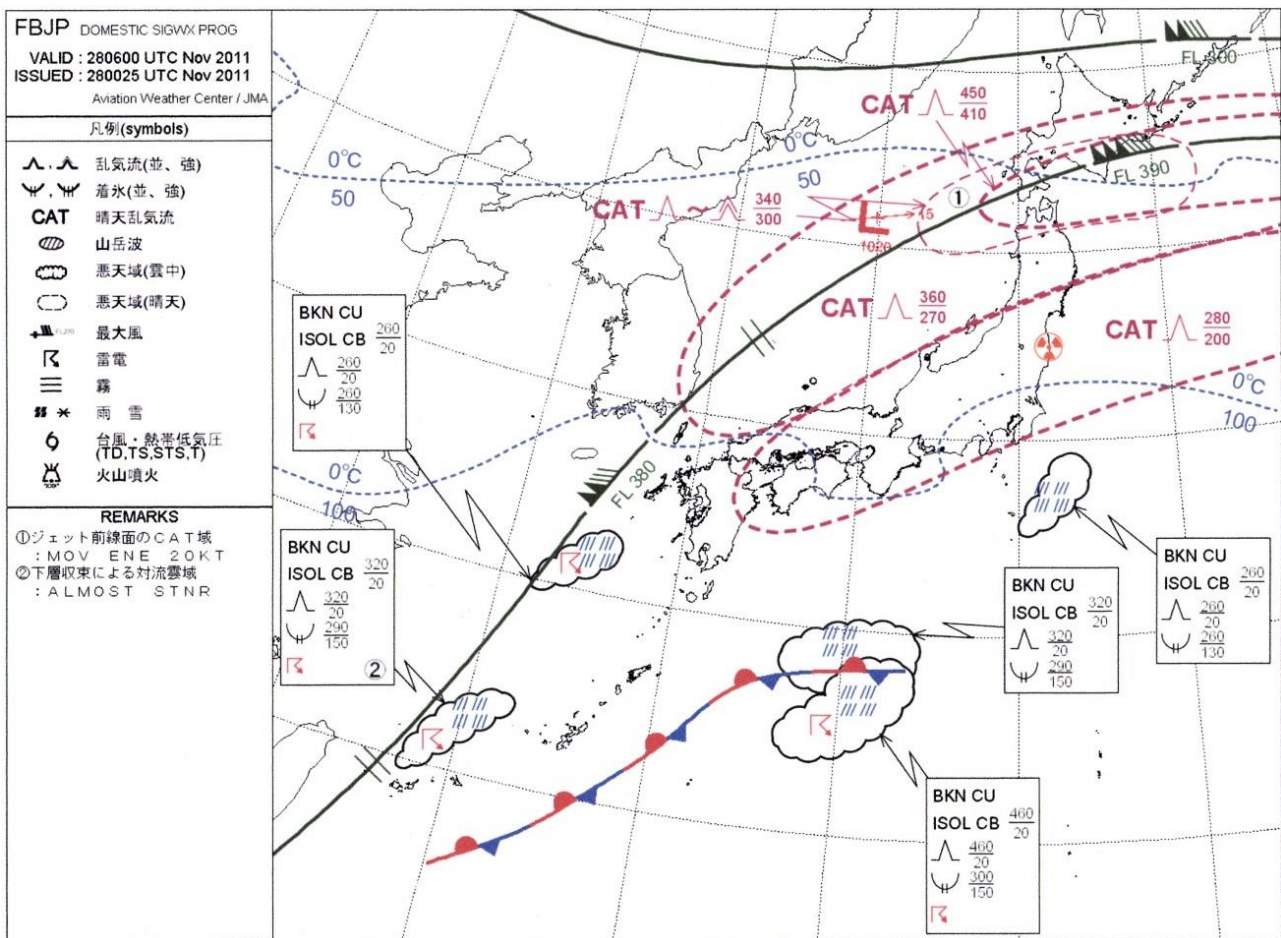 FBJP DOMESTIC SIGWX PROG
VALID : 280600 UTC Nov 2011
ISSUED : 280025 UTC Nov 2011
Aviation Weather Center / JMA
凡例(symbols)
乱気流(並、強)
着氷(並、強)
CAT 晴天乱気流
山岳波
悪天域(雲中)
悪天域(晴天)
最大風
雷電
霧
雨 雪
台風・熱帯低気圧
(TD,TS,STS,T)
火山噴火
REMARKS
①ジェット前線面のCAT域
:MOV ENE 20KT
②下層収束による対流雲域
:ALMOST STNR
FL 300
CAT 450
410
0°C
50
0°C
50
FL 390
①
CAT ～ 340
300
15
L
1020
CAT 360
270
CAT 280
200
0°C
100
BKN CU
ISOL CB 260
20
260
20
260
130
0°C
100
FL 380
BKN CU
ISOL CB 320
20
320
20
290
150
②
BKN CU
ISOL CB 320
20
320
20
290
150
BKN CU
ISOL CB 260
20
260
20
260
130
BKN CU
ISOL CB 460
20
460
20
300
150